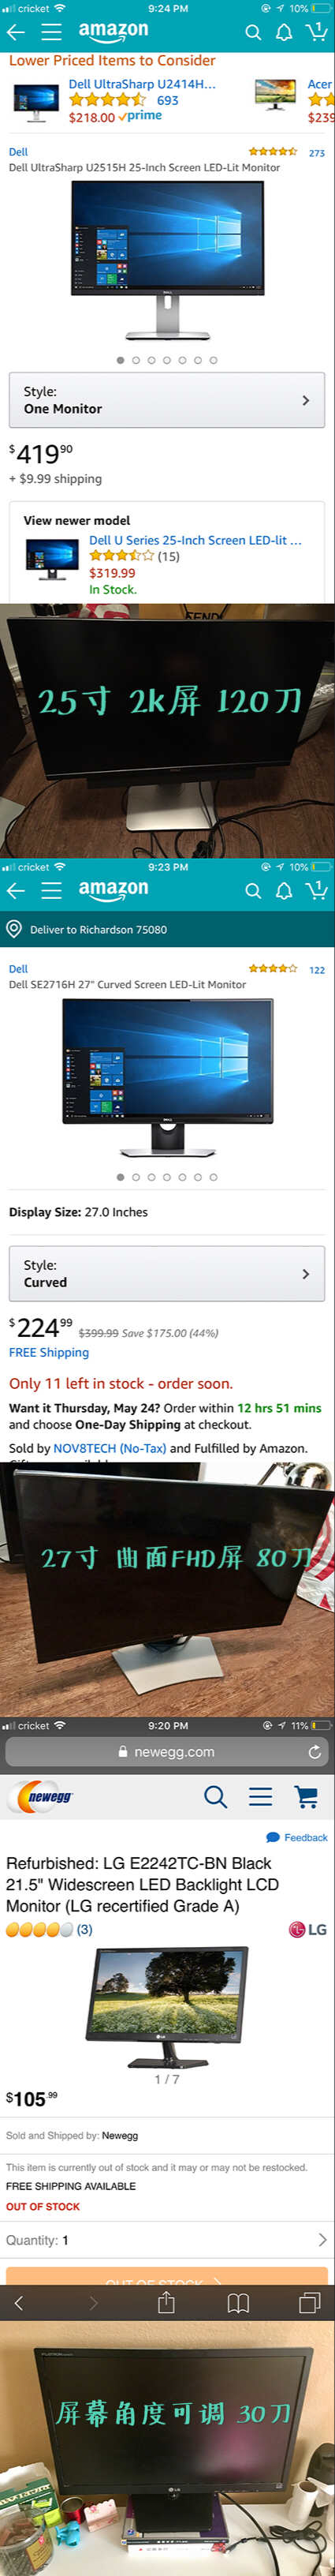 cricket 9:24 PM 10%
amazon 1
Lower Priced Items to Consider
Dell UltraSharp U2414H... Acer
693
$218.00 prime $239
Dell 273
Dell UltraSharp U2515H 25-Inch Screen LED-Lit Monitor
Style:
One Monitor
$419 90
+ $9.99 shipping
View newer model
Dell U Series 25-Inch Screen LED-lit ...
(15)
$319.99
In Stock.
FEND
25寸 2k屏 120刀
cricket 9:23 PM 10%
amazon 1
Deliver to Richardson 75080
Dell 122
Dell SE2716H 27" Curved Screen LED-Lit Monitor
Display Size: 27.0 Inches
Style:
Curved
$224 99 $399.99 Save $175.00 (44%)
FREE Shipping
Only 11 left in stock - order soon.
Want it Thursday, May 24? Order within 12 hrs 51 mins
and choose One-Day Shipping at checkout.
Sold by NOV8TECH (No-Tax) and Fulfilled by Amazon.
27寸 曲面FHD屏 80刀
cricket 9:20 PM 11%
newegg.com
newegg
Feedback
Refurbished: LG E2242TC-BN Black
21.5" Widescreen LED Backlight LCD
Monitor (LG recertified Grade A)
(3) LG
1 / 7
$105.99
Sold and Shipped by: Newegg
This item is currently out of stock and it may or may not be restocked.
FREE SHIPPING AVAILABLE
OUT OF STOCK
Quantity: 1
OUT OF STOCK
屏幕角度可调 30刀
LG